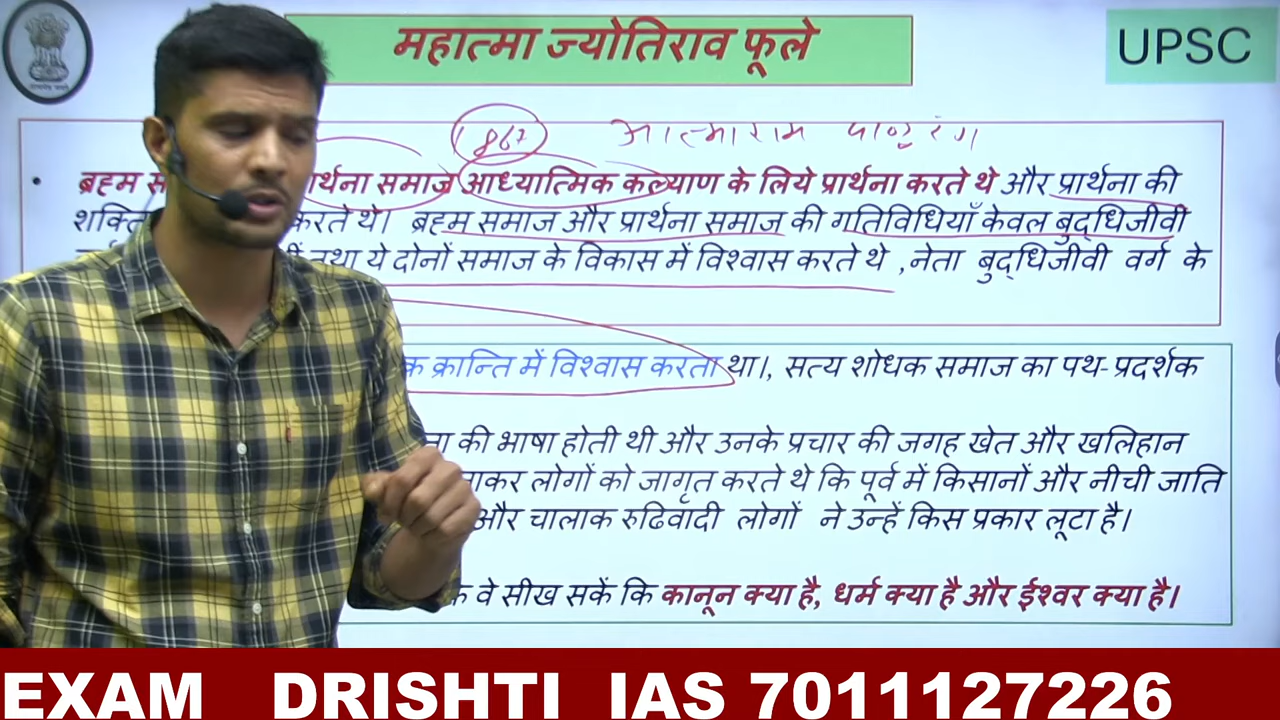 महात्मा ज्योतिराव फूले
UPSC
1867 आत्माराम पाण्डुरंग
• ब्रह्म स र्थना समाज आध्यात्मिक कल्याण के लिये प्रार्थना करते थे और प्रार्थना की
शक्ति करते थे। ब्रह्म समाज और प्रार्थना समाज की गतिविधियाँ केवल बुद्धिजीवी
तथा ये दोनों समाज के विकास में विश्वास करते थे ,नेता बुद्धिजीवी वर्ग के
क क्रान्ति में विश्वास करता था।, सत्य शोधक समाज का पथ-प्रदर्शक
ता की भाषा होती थी और उनके प्रचार की जगह खेत और खलिहान
कर लोगों को जागृत करते थे कि पूर्व में किसानों और नीची जाति
और चालाक रुढिवादी लोगों ने उन्हें किस प्रकार लूटा है।
वे सीख सकें कि कानून क्या है, धर्म क्या है और ईश्वर क्या है।
EXAM DRISHTI IAS 7011127226